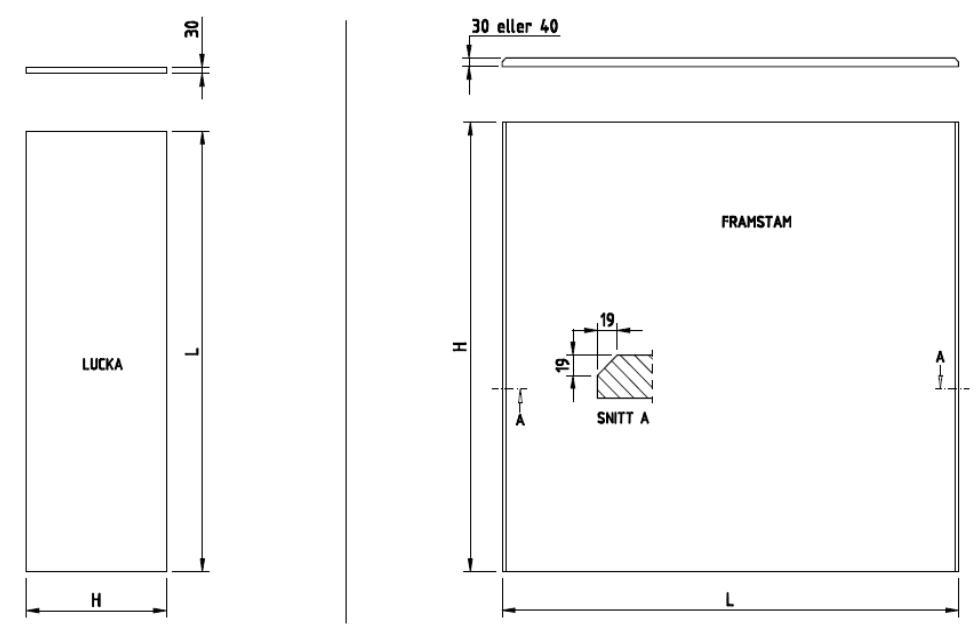 30
LUCKA
L
H
30 eller 40
FRAMSTAM
H
19
19
SNITT A
A
A
L